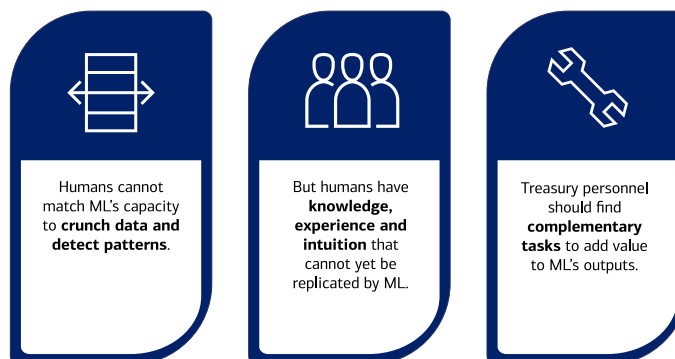 Humans cannot
match ML’s capacity
to crunch data and
detect patterns.
But humans have
knowledge,
experience and
intuition that
cannot yet be
replicated by ML.
Treasury personnel
should find
complementary
tasks to add value
to ML’s outputs.